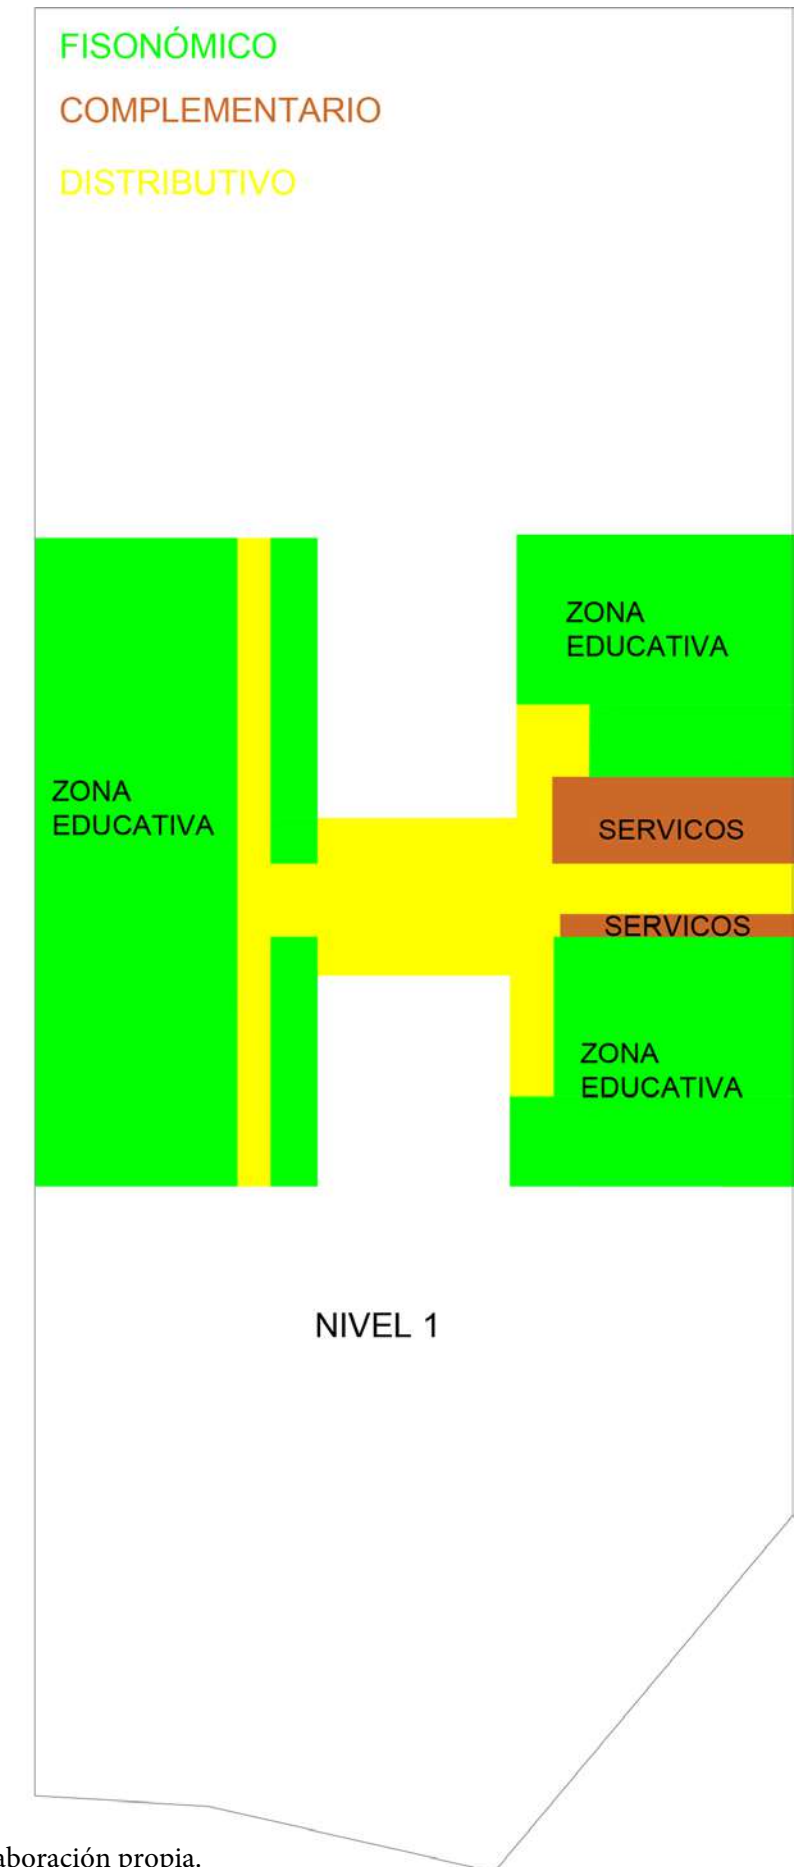 FISONÓMICO
COMPLEMENTARIO
DISTRIBUTIVO
ZONA
EDUCATIVA
ZONA
EDUCATIVA
SERVICOS
SERVICOS
ZONA
EDUCATIVA
NIVEL 1
aboración propia.